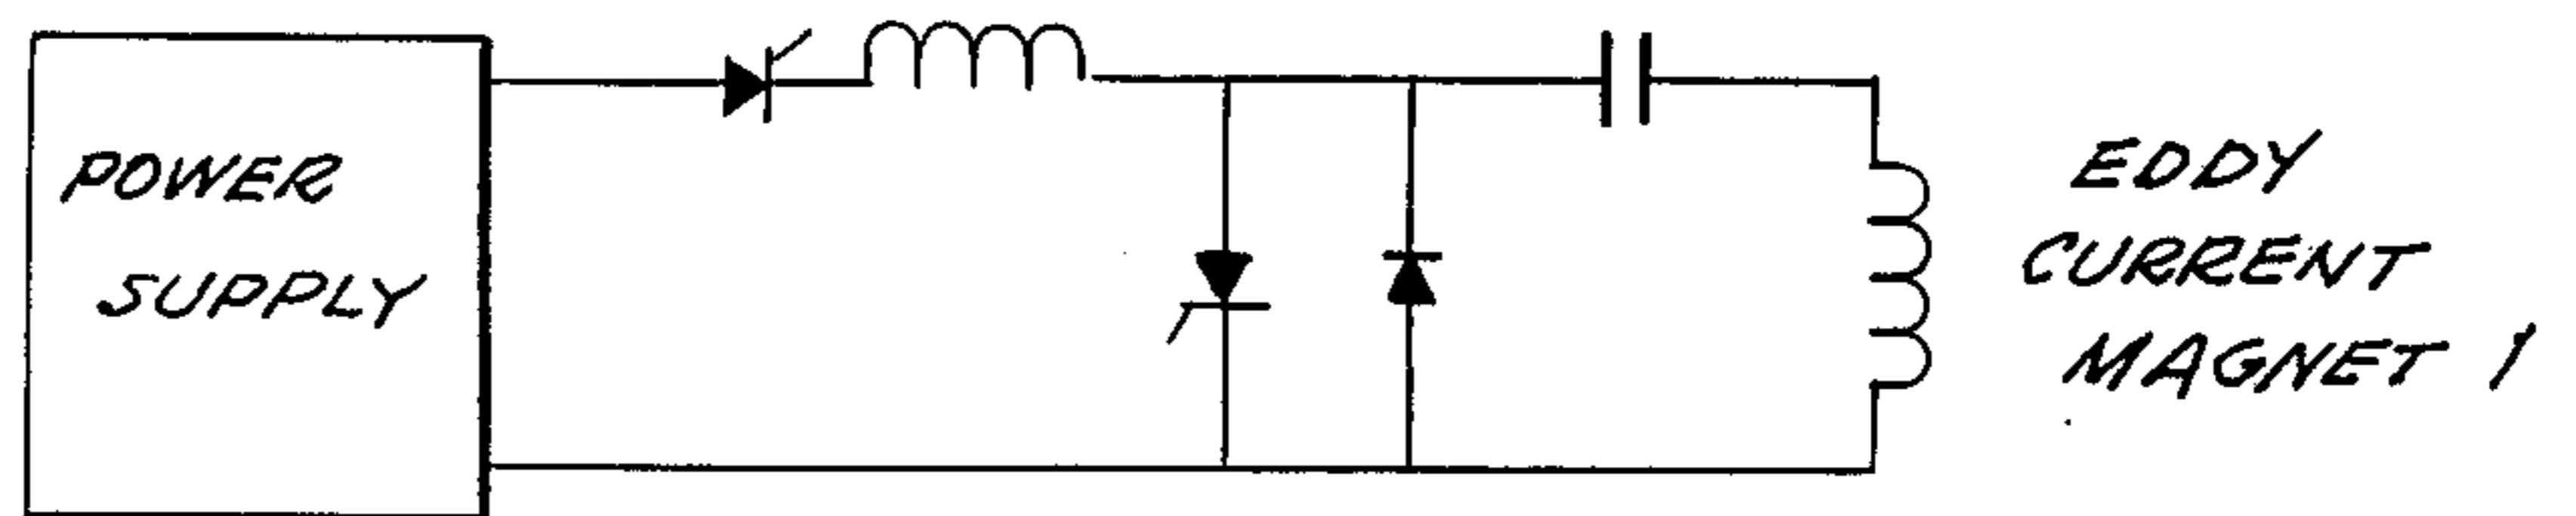 POWER
SUPPLY
EDDY
CURRENT
MAGNET 1